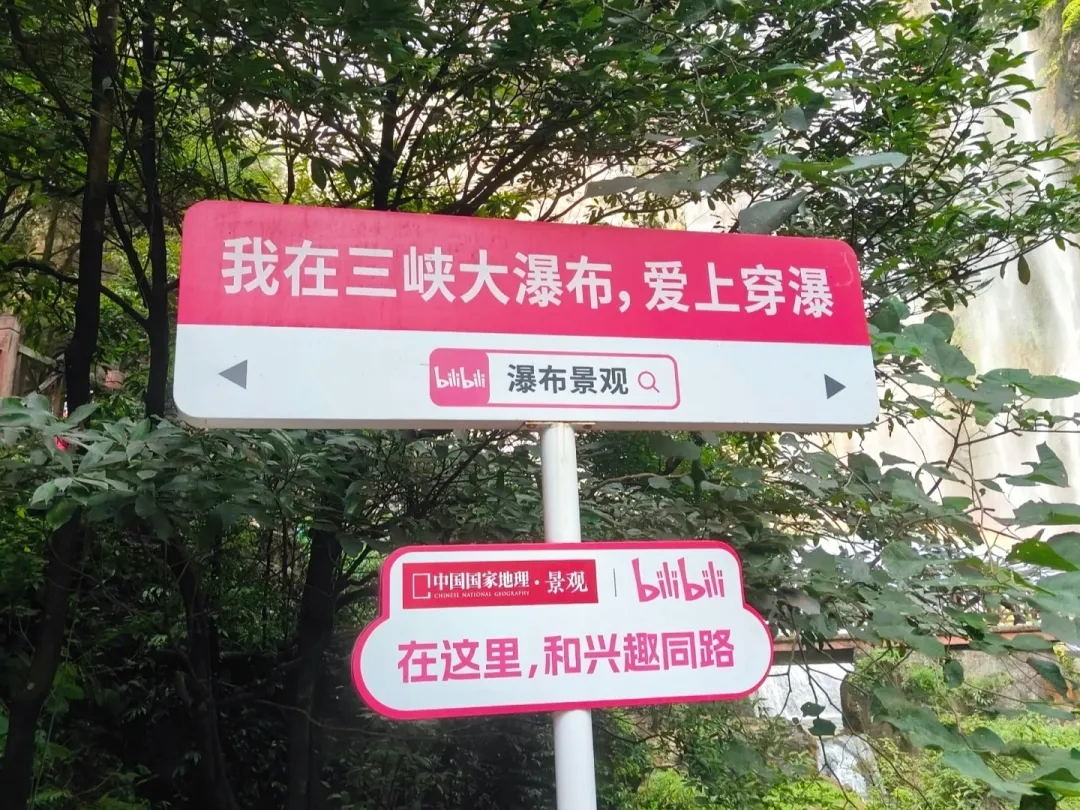 我在三峡大瀑布,爱上穿瀑
bilibili 瀑布景观
中国国家地理·景观 bilibili
CHINESE NATIONAL GEOGRAPHY
在这里,和兴趣同路